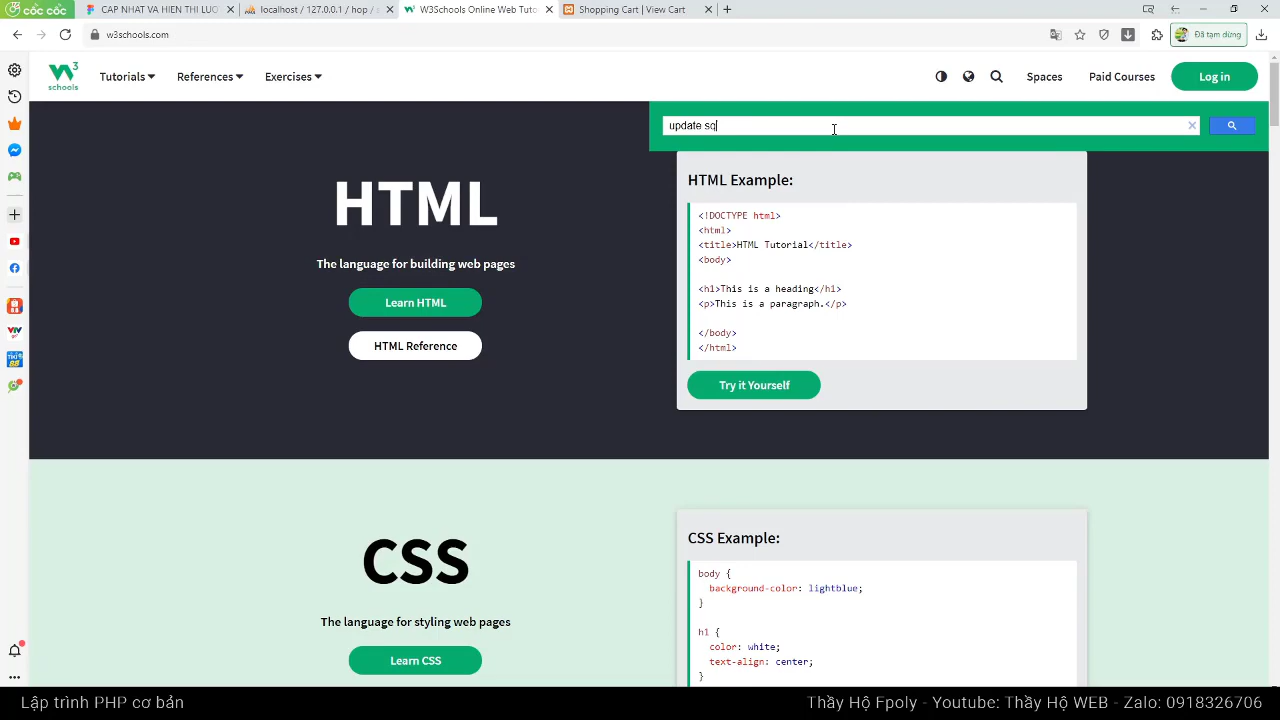 cốc cốc
CAP NHAT VA HIEN THI LUO
localhost / 127.0.0.1 / hop / s
W3Schools Online Web Tuto
Shopping Cart | View Cart
w3schools.com
Đã tạm dừng
W3
schools
Tutorials
References
Exercises
Spaces
Paid Courses
Log in
update sq
HTML
The language for building web pages
Learn HTML
HTML Reference
HTML Example:
<!DOCTYPE html>
<html>
<title>HTML Tutorial</title>
<body>
<h1>This is a heading</h1>
<p>This is a paragraph.</p>
</body>
</html>
Try it Yourself
CSS
The language for styling web pages
Learn CSS
CSS Example:
body {
background-color: lightblue;
}
h1 {
color: white;
text-align: center;
}
Lập trình PHP cơ bản
Thầy Hộ Fpoly - Youtube: Thầy Hộ WEB - Zalo: 0918326706